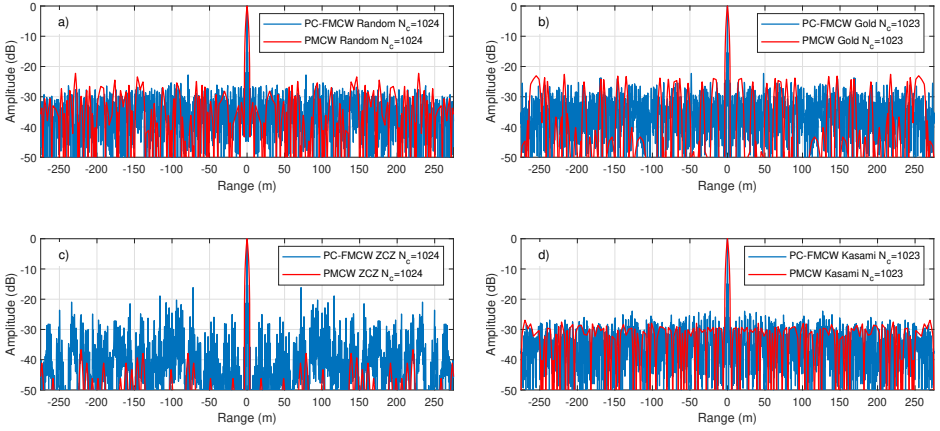 a)
PC-FMCW Random N_c=1024
PMCW Random N_c=1024
0
-10
-20
-30
-40
-50
Amplitude (dB)
-250 -200 -150 -100 -50 0 50 100 150 200 250
Range (m)
b)
PC-FMCW Gold N_c=1023
PMCW Gold N_c=1023
0
-10
-20
-30
-40
-50
Amplitude (dB)
-250 -200 -150 -100 -50 0 50 100 150 200 250
Range (m)
c)
PC-FMCW ZCZ N_c=1024
PMCW ZCZ N_c=1024
0
-10
-20
-30
-40
-50
Amplitude (dB)
-250 -200 -150 -100 -50 0 50 100 150 200 250
Range (m)
d)
PC-FMCW Kasami N_c=1023
PMCW Kasami N_c=1023
0
-10
-20
-30
-40
-50
Amplitude (dB)
-250 -200 -150 -100 -50 0 50 100 150 200 250
Range (m)